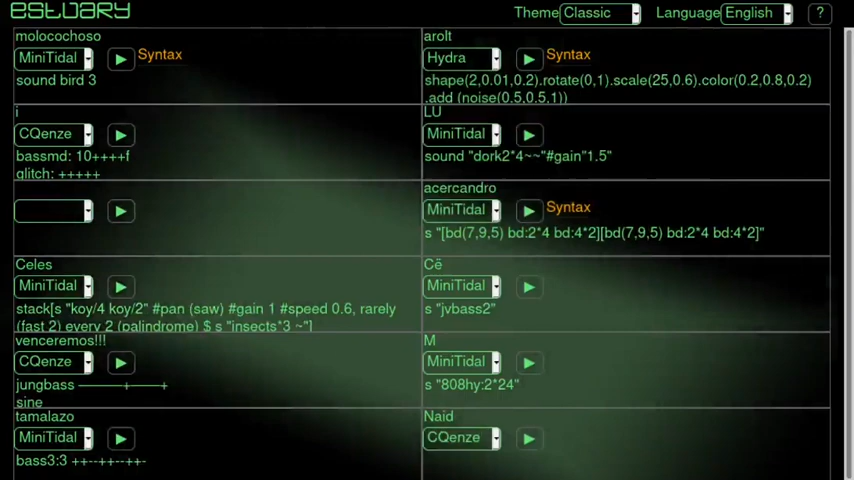 estuary
Theme Classic Language English ?
molocochoso
MiniTidal Syntax
sound bird 3
arolt
Hydra Syntax
shape(2,0.01,0.2).rotate(0,1).scale(25,0.6).color(0.2,0.8,0.2)
.add (noise(0.5,0.5,1))
i
CQenze
bassmd: 10++++f
glitch: +++++
LU
MiniTidal
sound "dork2*4~~"#gain"1.5"
acercandro
MiniTidal Syntax
s "[bd(7,9,5) bd:2*4 bd:4*2][bd(7,9,5) bd:2*4 bd:4*2]"
Celes
MiniTidal
stack[s "koy/4 koy/2" #pan (saw) #gain 1 #speed 0.6, rarely
(fast 2) every 2 (palindrome) $ s "insects*3 ~"]
Cë
MiniTidal
s "jvbass2"
venceremos!!!
CQenze
jungbass ————+——+
sine
M
MiniTidal
s "808hy:2*24"
tamalazo
MiniTidal
bass3:3 ++--++--++-
Naid
CQenze